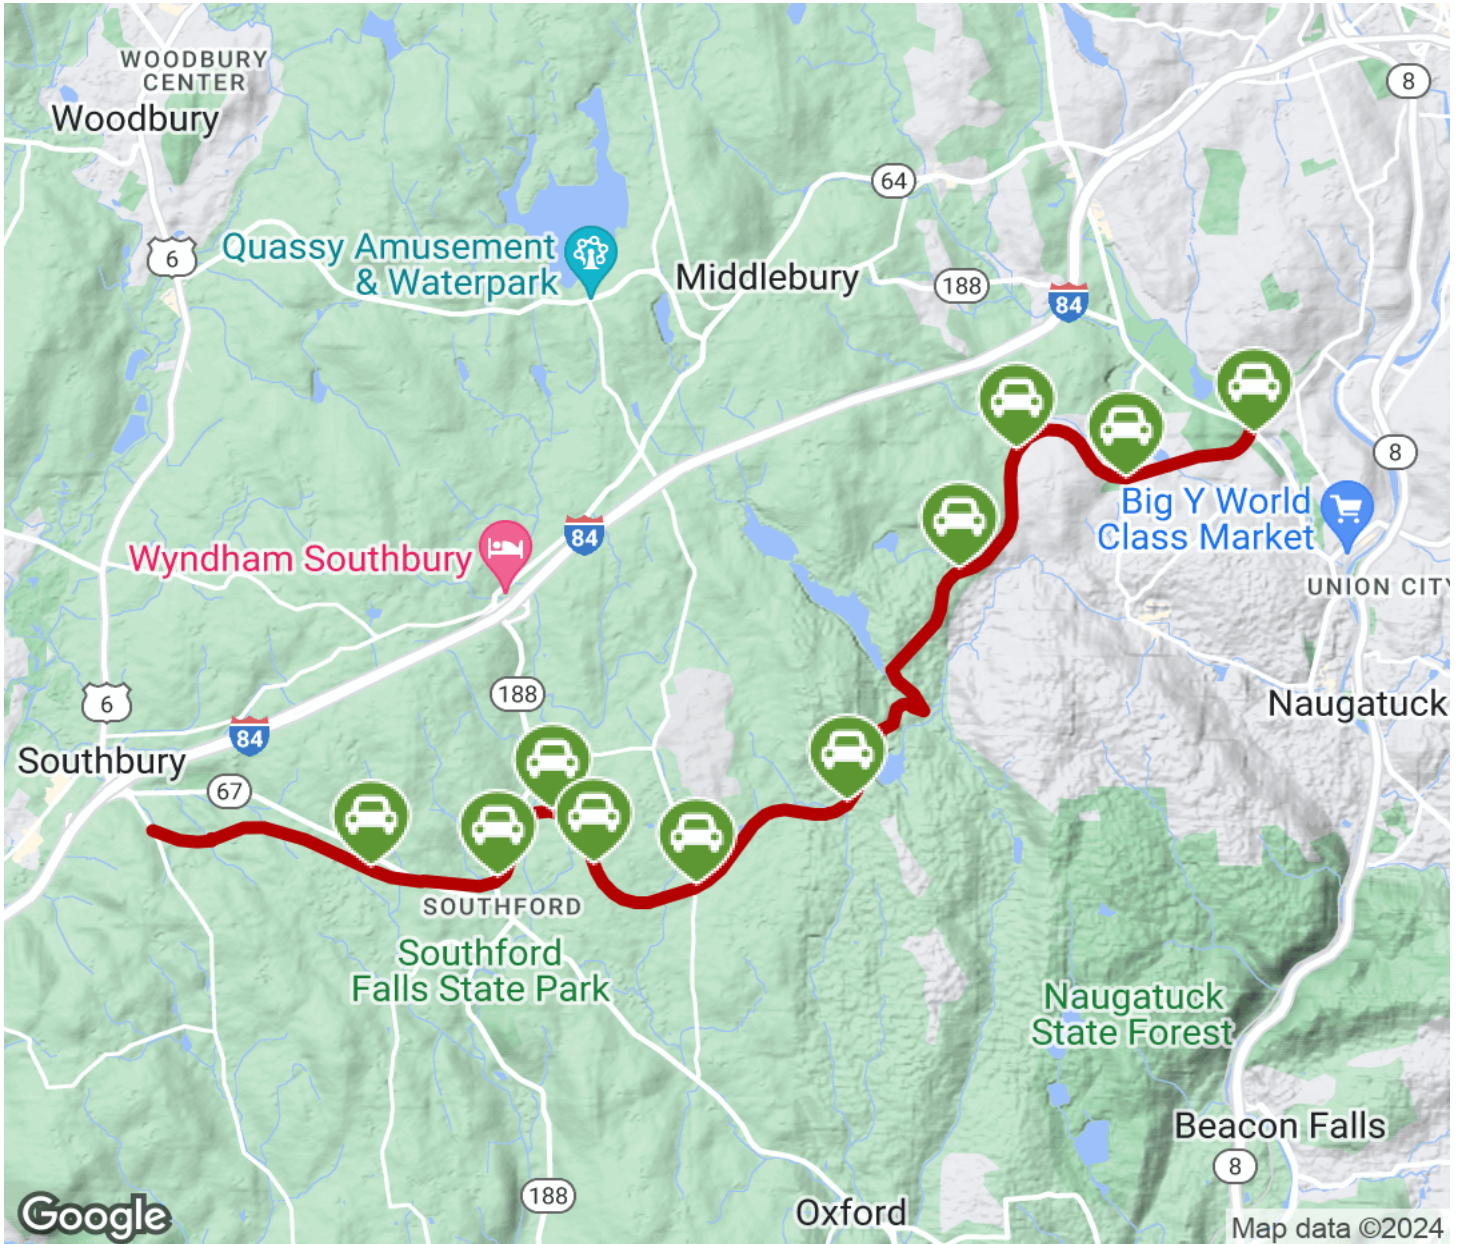 WOODBURY
CENTER
Woodbury
8
64
6
Quassy Amusement
& Waterpark
Middlebury
188
84
8
Big Y World
Class Market
84
Wyndham Southbury
UNION CITY
188
6
Naugatuck
84
Southbury
67
SOUTHFORD
Southford
Falls State Park
Naugatuck
State Forest
Beacon Falls
8
188
Oxford
Google
Map data ©2024